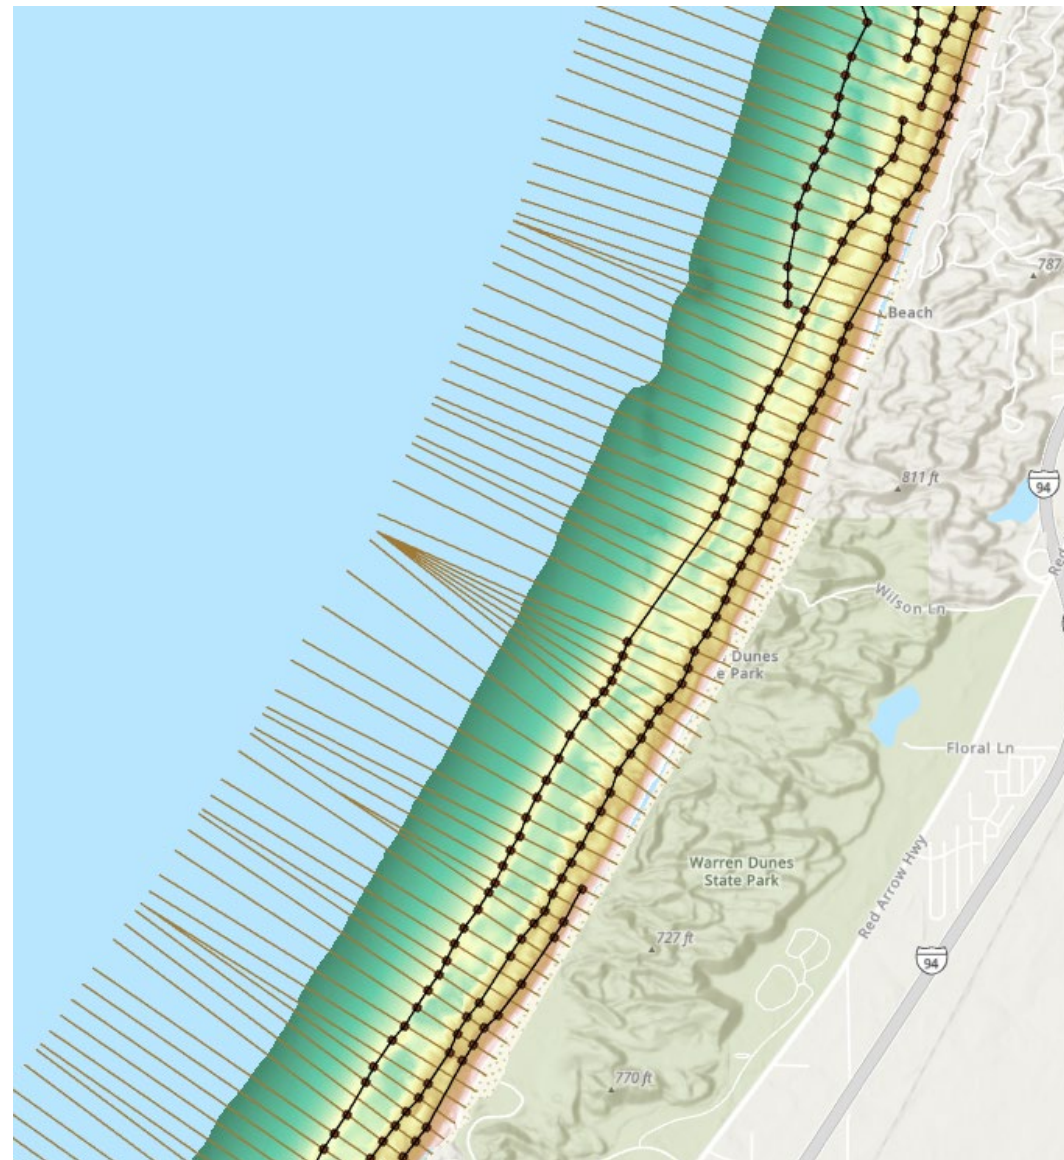 787
Beach
811 ft
94
Red
Wilson Ln
Dunes
e Park
Floral Ln
Warren Dunes
State Park
Red Arrow Hwy
727 ft
94
770 ft